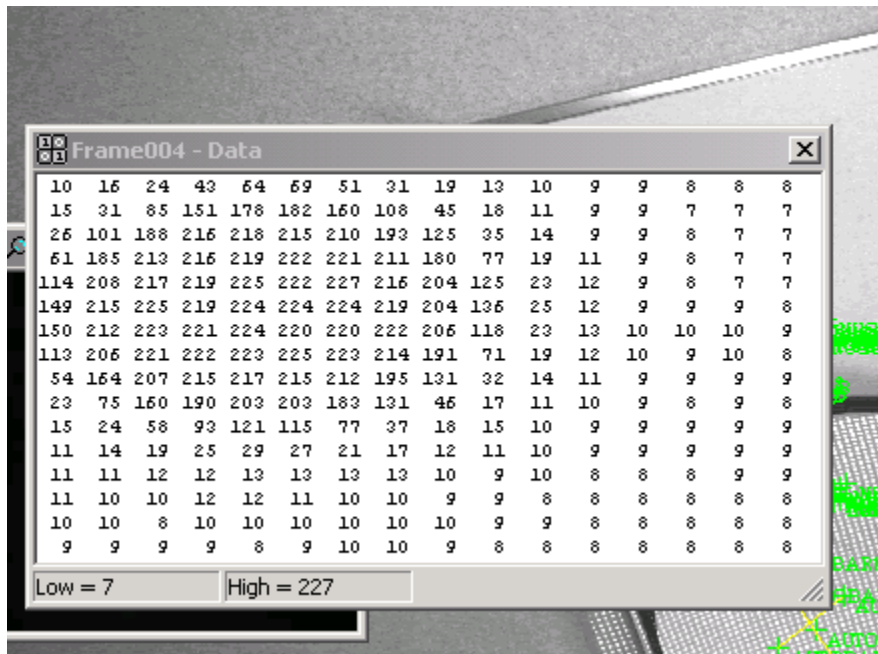 Frame004 - Data
10 16 24 43 64 69 51 31 19 13 10 9 9 8 8 8
15 31 85 151 178 182 160 108 45 18 11 9 9 7 7 7
26 101 188 216 218 215 210 193 125 35 14 9 9 8 7 7
61 185 213 216 219 222 221 211 180 77 19 11 9 8 7 7
114 208 217 219 225 222 227 216 204 125 23 12 9 8 7 7
149 215 225 219 224 224 224 219 204 136 25 12 9 9 9 8
150 212 223 221 224 220 220 222 206 118 23 13 10 10 10 9
113 206 221 222 223 225 223 214 191 71 19 12 10 9 10 8
54 164 207 215 217 215 212 195 131 32 14 11 9 9 9 9
23 75 160 190 203 203 183 131 46 17 11 10 9 8 9 8
15 24 58 93 121 115 77 37 18 15 10 9 9 9 9 9
11 14 19 25 29 27 21 17 12 11 10 9 9 9 9 9
11 11 12 12 13 13 13 13 10 9 10 8 8 8 9 9
11 10 10 12 12 11 10 10 9 9 8 8 8 8 8 8
10 10 8 10 10 10 10 10 10 9 9 8 8 8 8 8
9 9 9 9 8 9 10 10 9 8 8 8 8 8 8 8
Low = 7
High = 227
AUTO